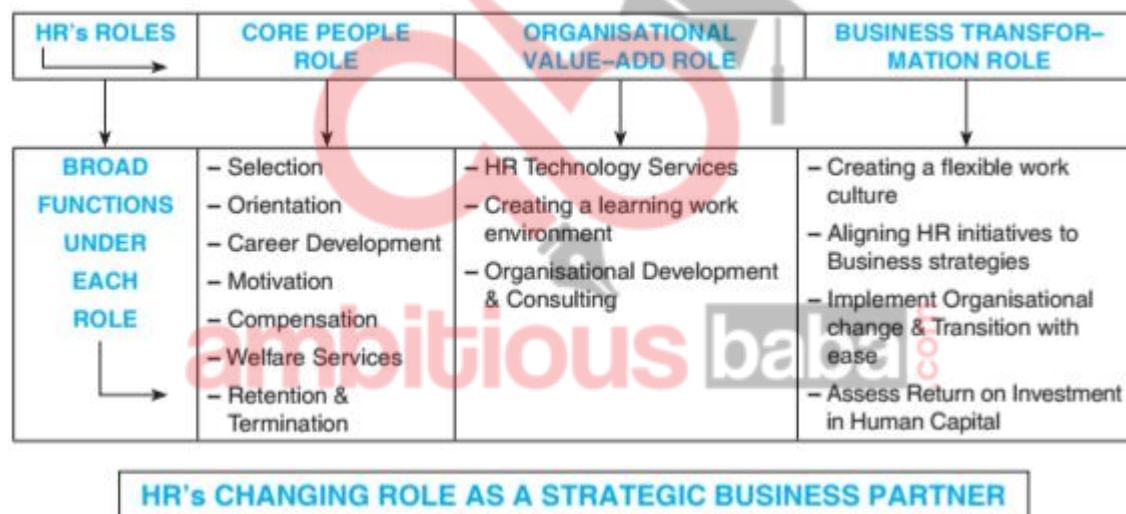 HR's ROLES
CORE PEOPLE
ROLE
ORGANISATIONAL
VALUE–ADD ROLE
BUSINESS TRANSFOR–
MATION ROLE
BROAD
FUNCTIONS
UNDER
EACH
ROLE
– Selection
– Orientation
– Career Development
– Motivation
– Compensation
– Welfare Services
– Retention &
Termination
– HR Technology Services
– Creating a learning work
environment
– Organisational Development
& Consulting
– Creating a flexible work
culture
– Aligning HR initiatives to
Business strategies
– Implement Organisational
change & Transition with
ease
– Assess Return on Investment
in Human Capital
HR's CHANGING ROLE AS A STRATEGIC BUSINESS PARTNER
ambitious baba .com